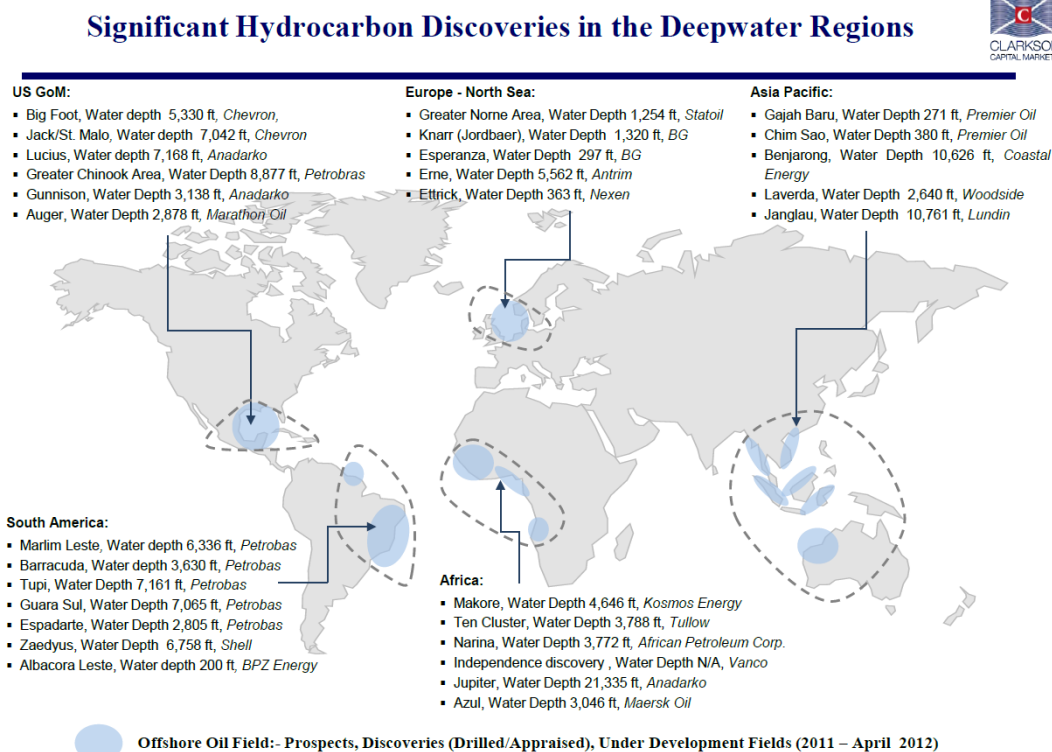 Significant Hydrocarbon Discoveries in the Deepwater Regions
C
CLARKSON
CAPITAL MARKETS
US GoM:
▪ Big Foot, Water depth 5,330 ft, Chevron,
▪ Jack/St. Malo, Water depth 7,042 ft, Chevron
▪ Lucius, Water depth 7,168 ft, Anadarko
▪ Greater Chinook Area, Water Depth 8,877 ft, Petrobras
▪ Gunnison, Water Depth 3,138 ft, Anadarko
▪ Auger, Water Depth 2,878 ft, Marathon Oil
Europe - North Sea:
▪ Greater Norne Area, Water Depth 1,254 ft, Statoil
▪ Knarr (Jordbaer), Water Depth 1,320 ft, BG
▪ Esperanza, Water Depth 297 ft, BG
▪ Erne, Water Depth 5,562 ft, Antrim
▪ Ettrick, Water Depth 363 ft, Nexen
Asia Pacific:
▪ Gajah Baru, Water Depth 271 ft, Premier Oil
▪ Chim Sao, Water Depth 380 ft, Premier Oil
▪ Benjarong, Water Depth 10,626 ft, Coastal
Energy
▪ Laverda, Water Depth 2,640 ft, Woodside
▪ Janglau, Water Depth 10,761 ft, Lundin
South America:
▪ Marlim Leste, Water depth 6,336 ft, Petrobas
▪ Barracuda, Water depth 3,630 ft, Petrobas
▪ Tupi, Water Depth 7,161 ft, Petrobas
▪ Guara Sul, Water Depth 7,065 ft, Petrobas
▪ Espadarte, Water Depth 2,805 ft, Petrobas
▪ Zaedyus, Water Depth 6,758 ft, Shell
▪ Albacora Leste, Water depth 200 ft, BPZ Energy
Africa:
▪ Makore, Water Depth 4,646 ft, Kosmos Energy
▪ Ten Cluster, Water Depth 3,788 ft, Tullow
▪ Narina, Water Depth 3,772 ft, African Petroleum Corp.
▪ Independence discovery , Water Depth N/A, Vanco
▪ Jupiter, Water Depth 21,335 ft, Anadarko
▪ Azul, Water Depth 3,046 ft, Maersk Oil
Offshore Oil Field:- Prospects, Discoveries (Drilled/Appraised), Under Development Fields (2011 – April 2012)